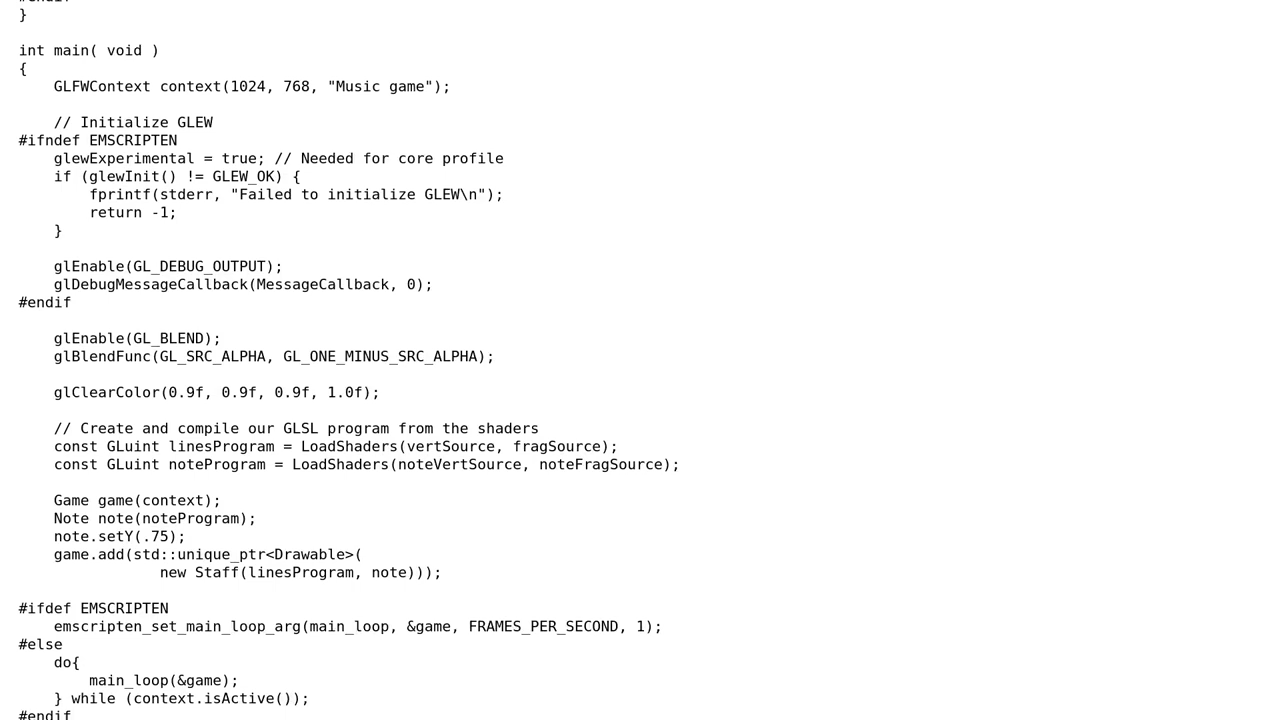 #endif
}
int main( void )
{
    GLFWContext context(1024, 768, "Music game");
    // Initialize GLEW
#ifndef EMSCRIPTEN
    glewExperimental = true; // Needed for core profile
    if (glewInit() != GLEW_OK) {
        fprintf(stderr, "Failed to initialize GLEW\n");
        return -1;
    }
    glEnable(GL_DEBUG_OUTPUT);
    glDebugMessageCallback(MessageCallback, 0);
#endif
    glEnable(GL_BLEND);
    glBlendFunc(GL_SRC_ALPHA, GL_ONE_MINUS_SRC_ALPHA);
    glClearColor(0.9f, 0.9f, 0.9f, 1.0f);
    // Create and compile our GLSL program from the shaders
    const GLuint linesProgram = LoadShaders(vertSource, fragSource);
    const GLuint noteProgram = LoadShaders(noteVertSource, noteFragSource);
    Game game(context);
    Note note(noteProgram);
    note.setY(.75);
    game.add(std::unique_ptr<Drawable>(
                new Staff(linesProgram, note)));
#ifdef EMSCRIPTEN
    emscripten_set_main_loop_arg(main_loop, &game, FRAMES_PER_SECOND, 1);
#else
    do{
        main_loop(&game);
    } while (context.isActive());
#endif